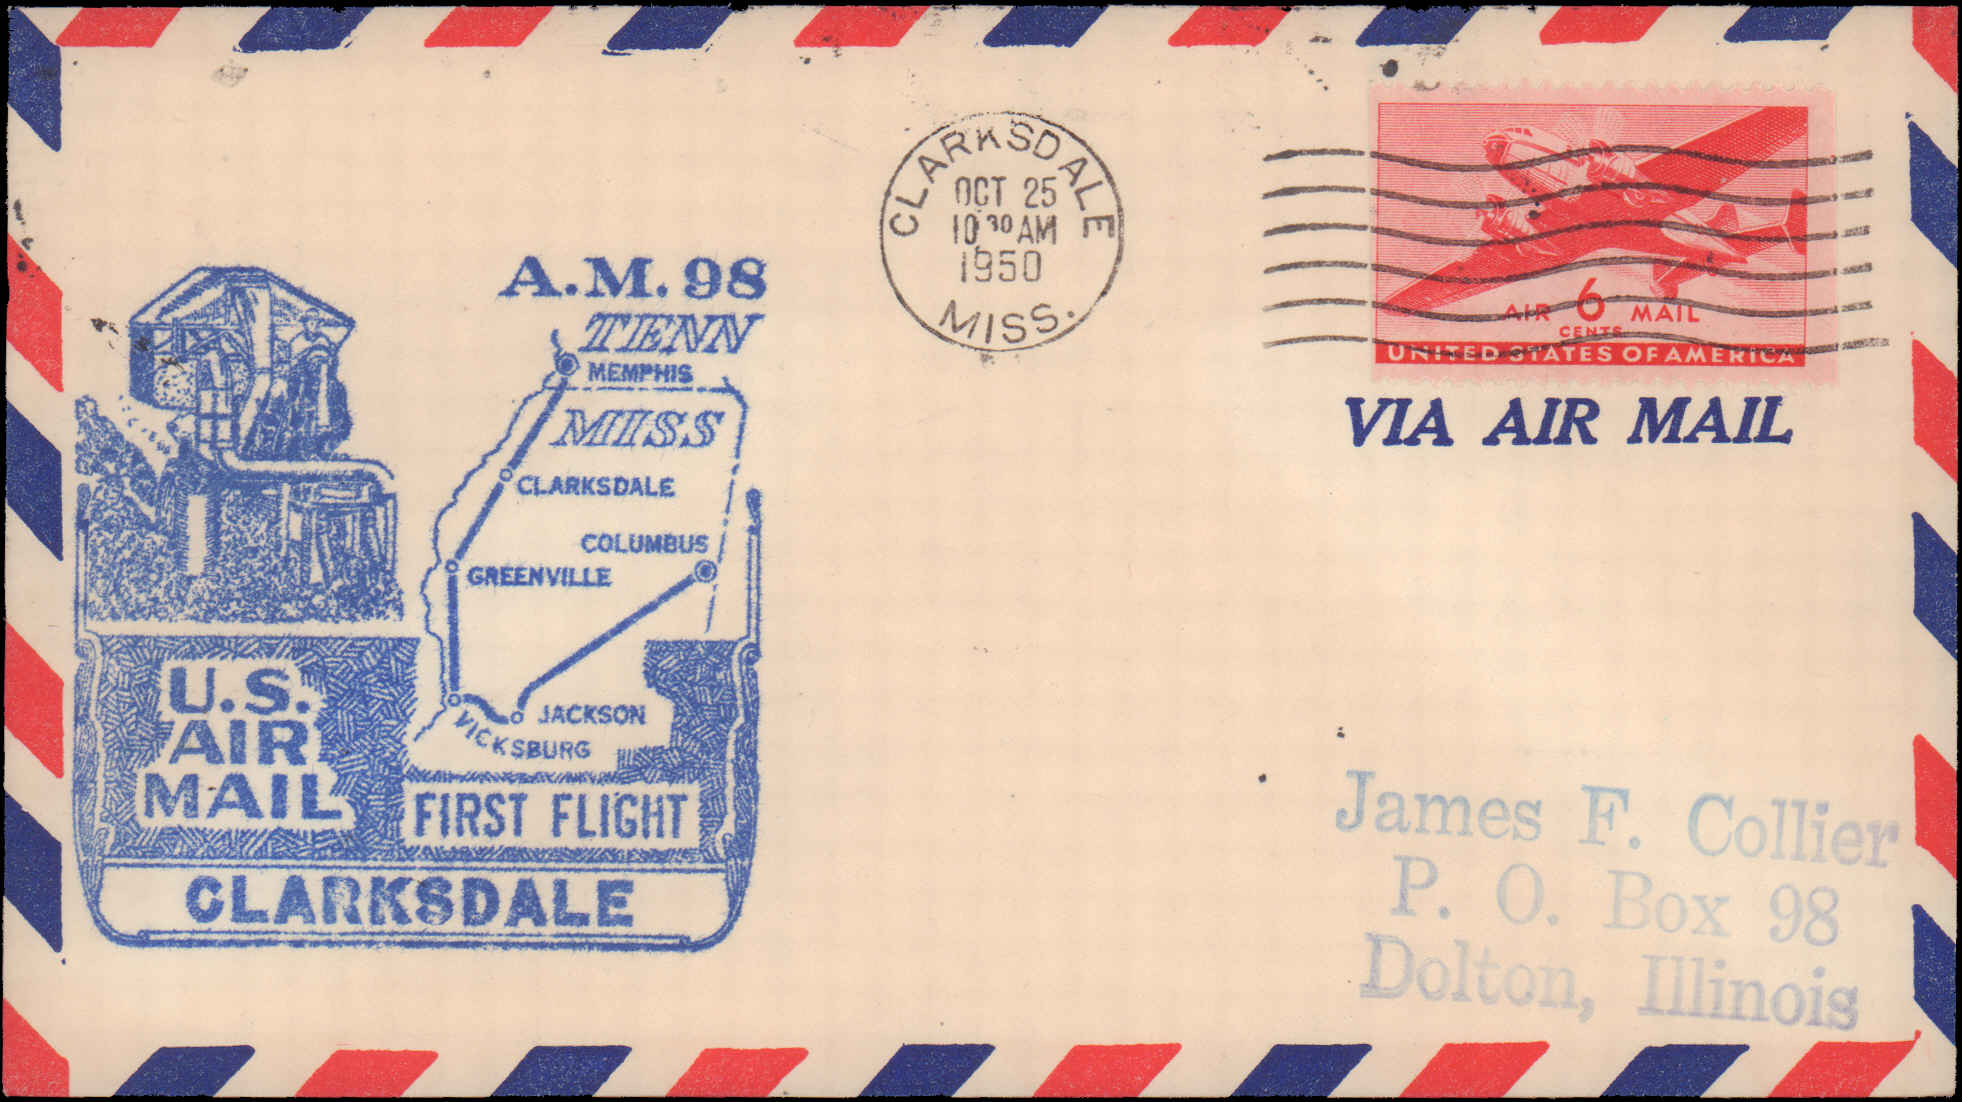 CLARKSDALE
OCT 25
10 30 AM
1950
MISS.
AIR 6 MAIL
CENTS
UNITED STATES OF AMERICA
VIA AIR MAIL
A.M. 98
TENN
MEMPHIS
MISS
CLARKSDALE
COLUMBUS
GREENVILLE
JACKSON
VICKSBURG
U.S.
AIR
MAIL
FIRST FLIGHT
CLARKSDALE
James F. Collier
P. O. Box 98
Dolton, Illinois